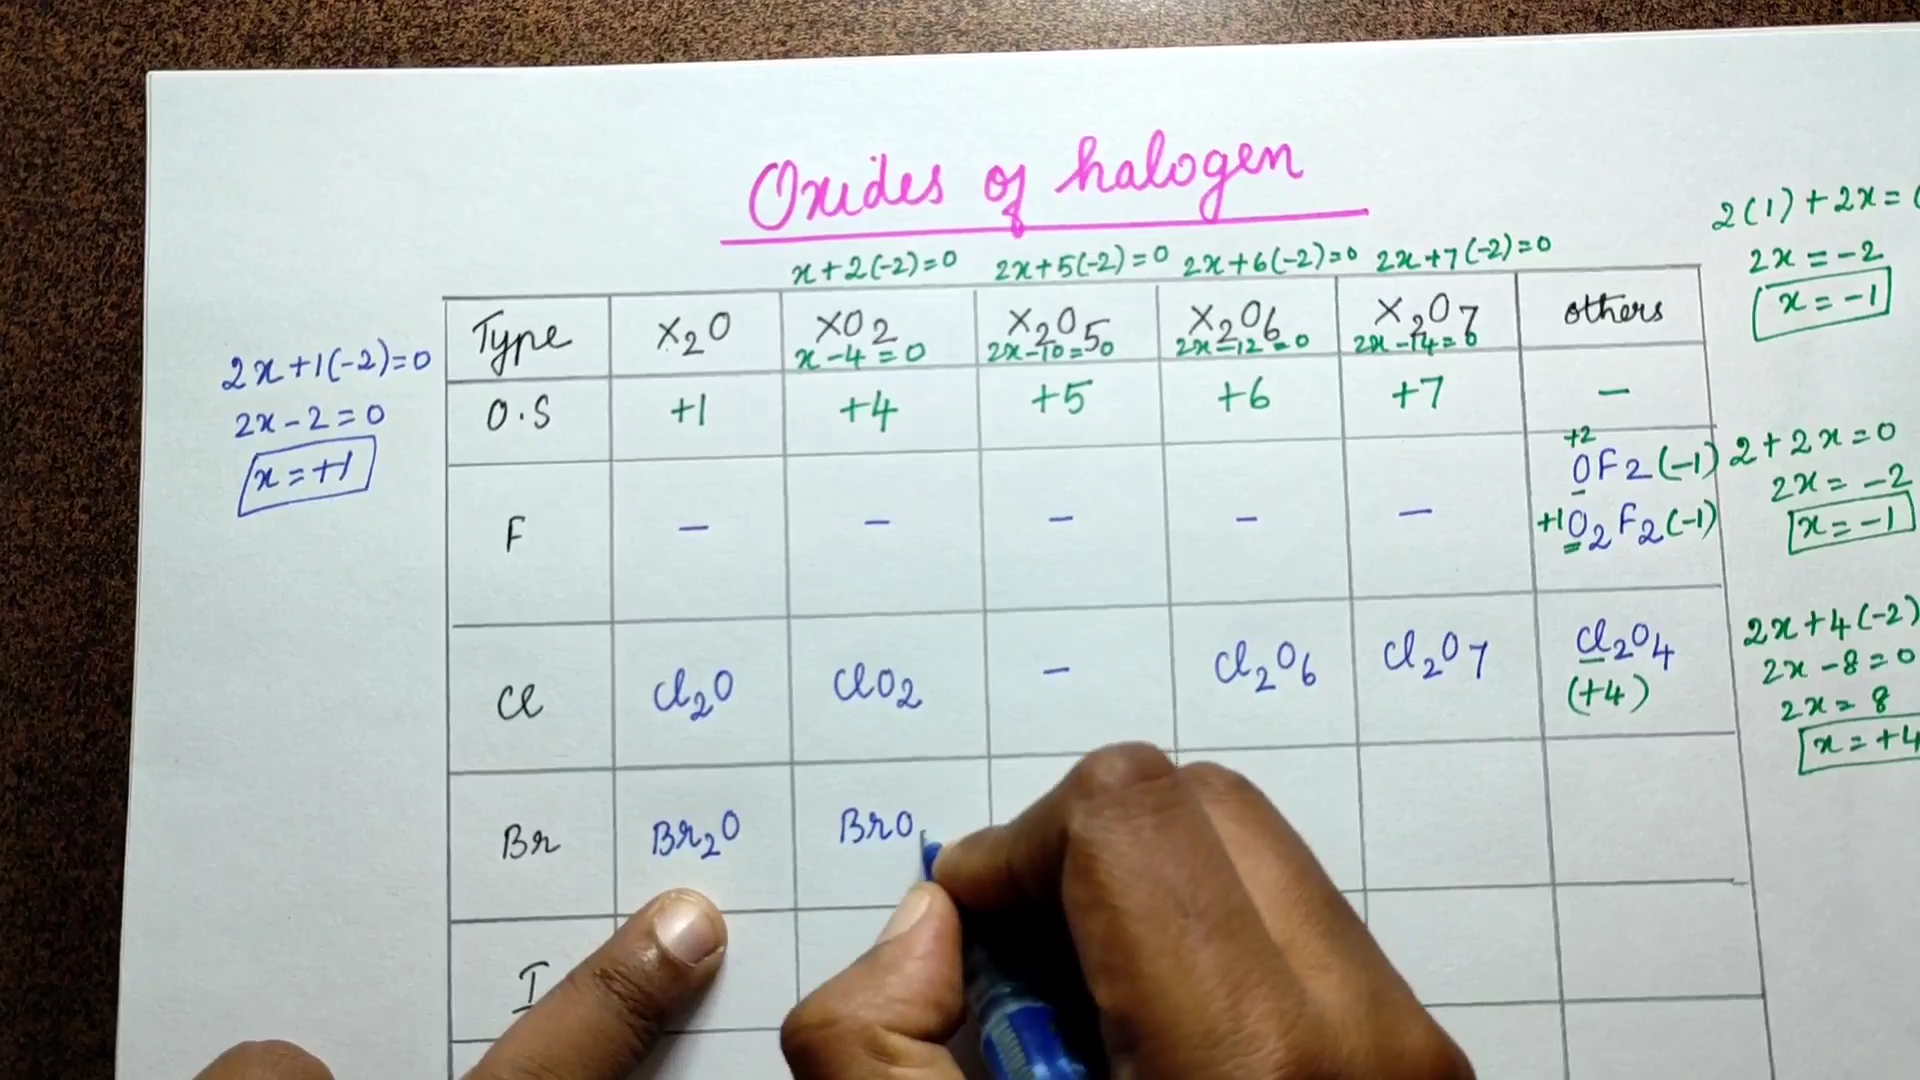 Oxides of halogen
x+2(-2)=0 2x+5(-2)=0 2x+6(-2)=0 2x+7(-2)=0
Type X2O XO2 X2O5 X2O6 X2O7 others
x-4=0 2x-10=0 2x-12=0 2x-14=0
O.S +1 +4 +5 +6 +7 -
F - - - - - +2 OF2(-1)
+1O2F2(-1)
Cl Cl2O ClO2 - Cl2O6 Cl2O7 Cl2O4
(+4)
Br Br2O BrO
I
2x+1(-2)=0
2x-2=0
x=+1
2(1)+2x=
2x=-2
x=-1
2+2x=0
2x=-2
x=-1
2x+4(-2)
2x-8=0
2x=8
x=+4